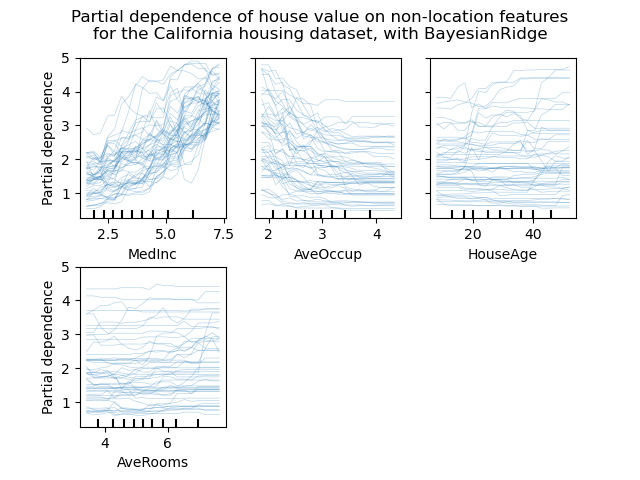 Partial dependence of house value on non-location features
for the California housing dataset, with BayesianRidge
Partial dependence
5
4
3
2
1
2.5 5.0 7.5
MedInc
2 3 4
AveOccup
20 40
HouseAge
Partial dependence
5
4
3
2
1
4 6
AveRooms